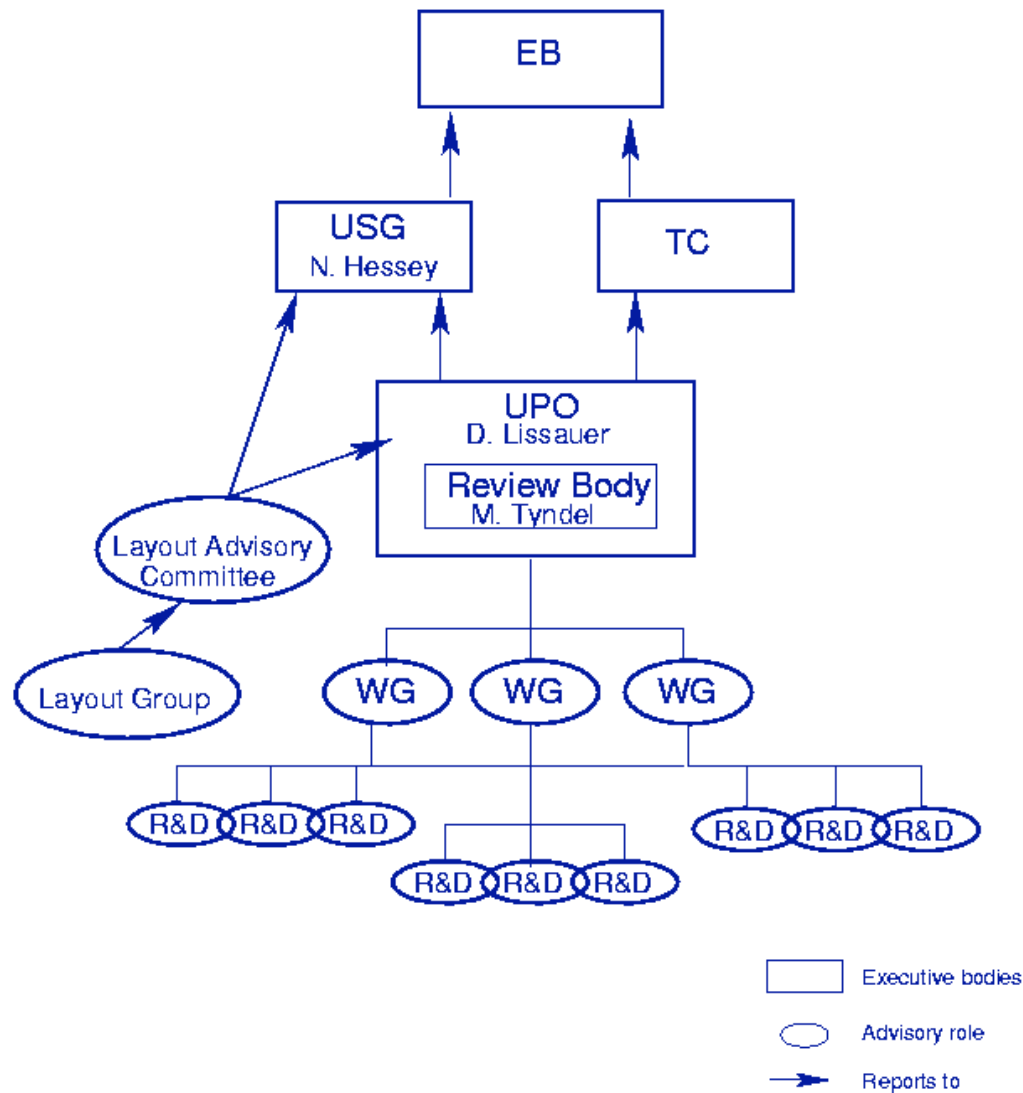 EB
USG
N. Hessey
TC
UPO
D. Lissauer
Review Body
M. Tyndel
Layout Advisory
Committee
Layout Group
WG
WG
WG
R&D
R&D
R&D
R&D
R&D
R&D
R&D
R&D
R&D
Executive bodies
Advisory role
Reports to